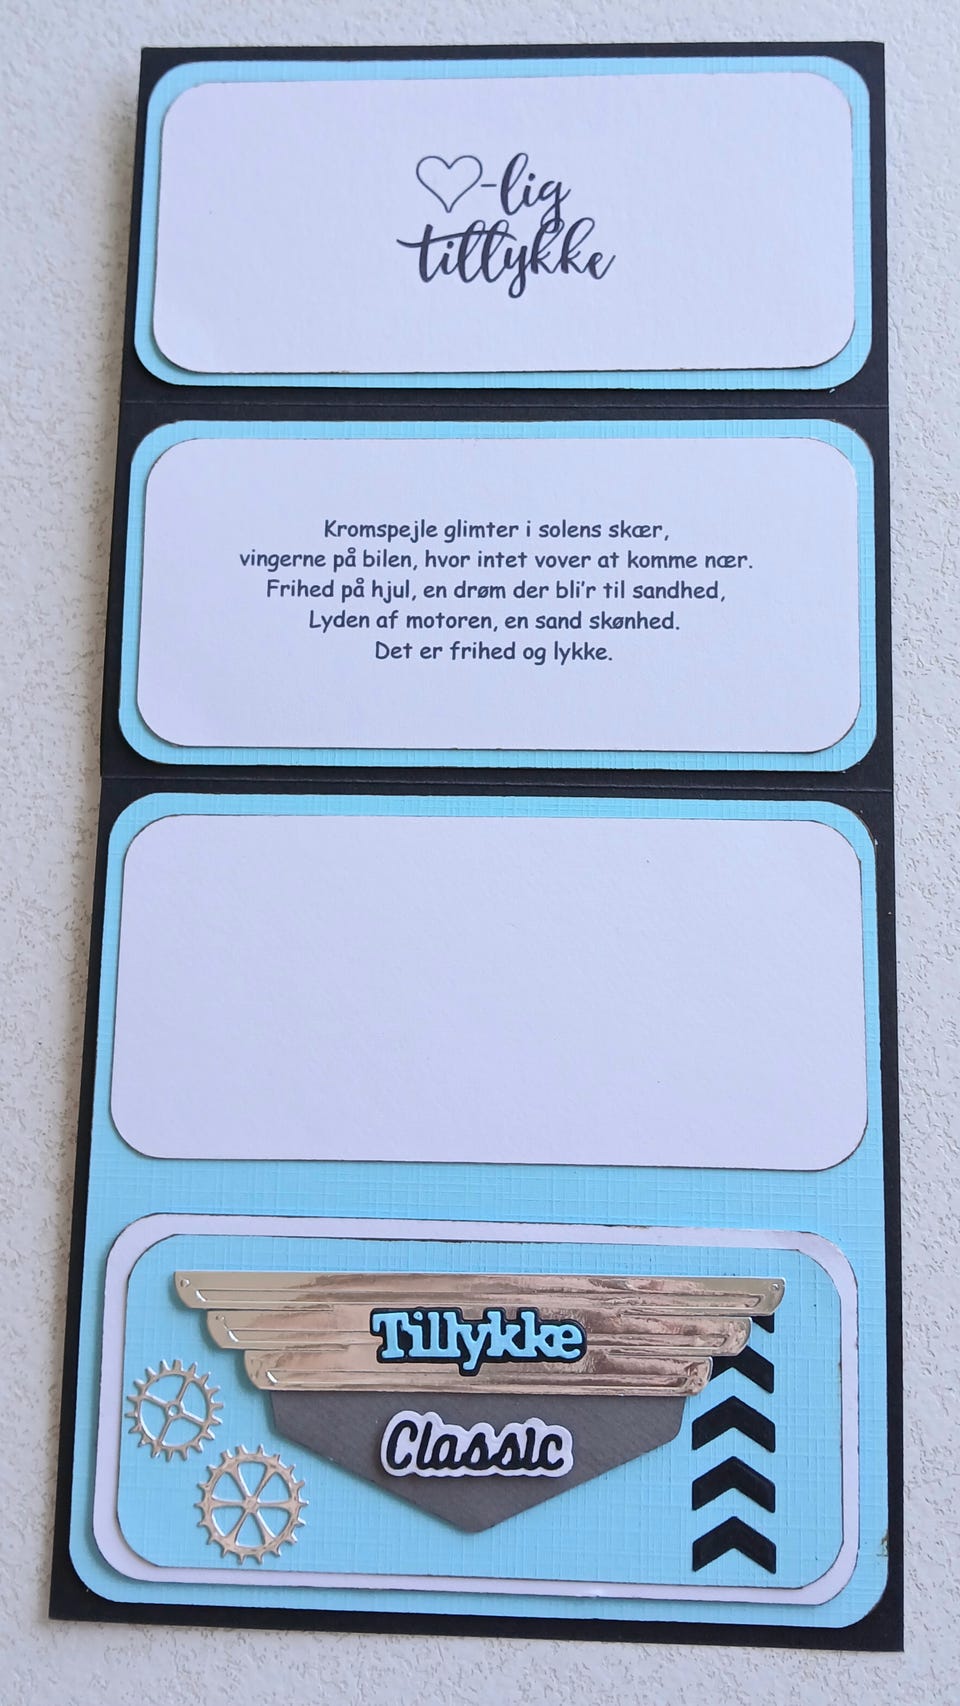 ♡-lig
tillykke
Kromspejle glimter i solens skær,
vingerne på bilen, hvor intet vover at komme nær.
Frihed på hjul, en drøm der bli'r til sandhed,
Lyden af motoren, en sand skønhed.
Det er frihed og lykke.
Tillykke
Classic